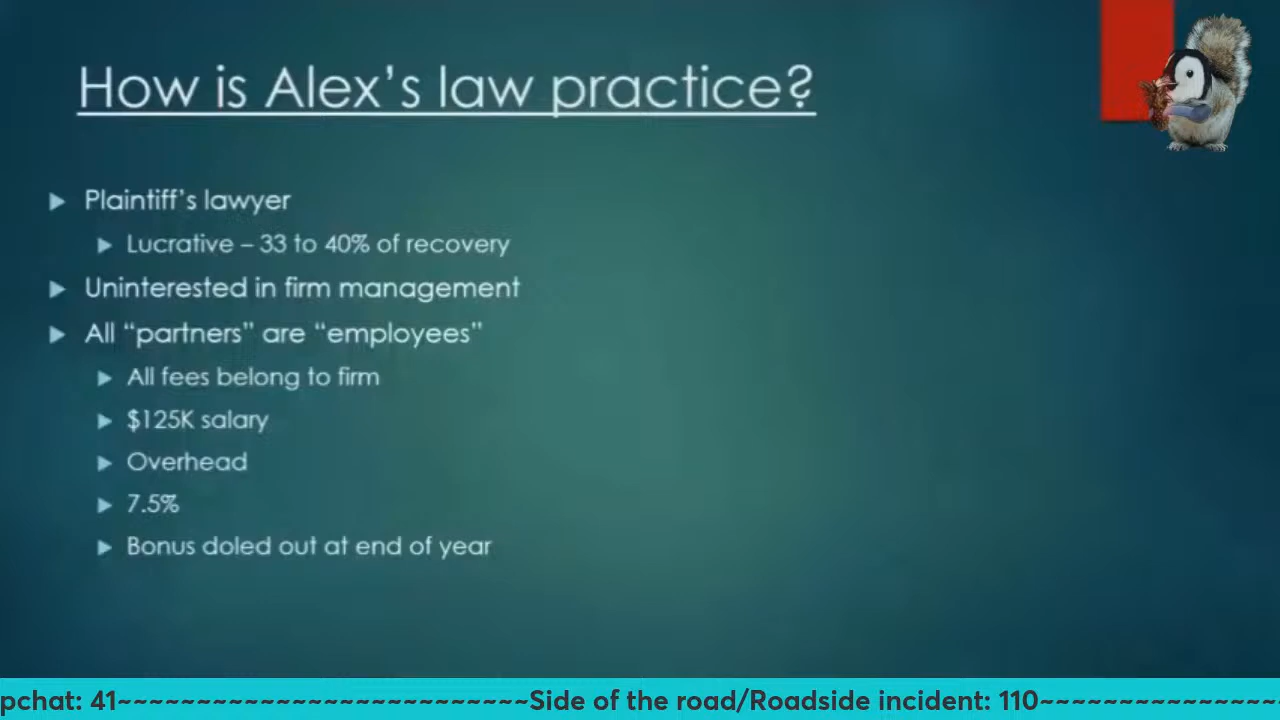 How is Alex’s law practice?
Plaintiff’s lawyer
Lucrative – 33 to 40% of recovery
Uninterested in firm management
All “partners” are “employees”
All fees belong to firm
$125K salary
Overhead
7.5%
Bonus doled out at end of year
pchat: 41~~~~~~~~~~~~~~~~~~~~~~~~~~Side of the road/Roadside incident: 110~~~~~~~~~~~~~~~